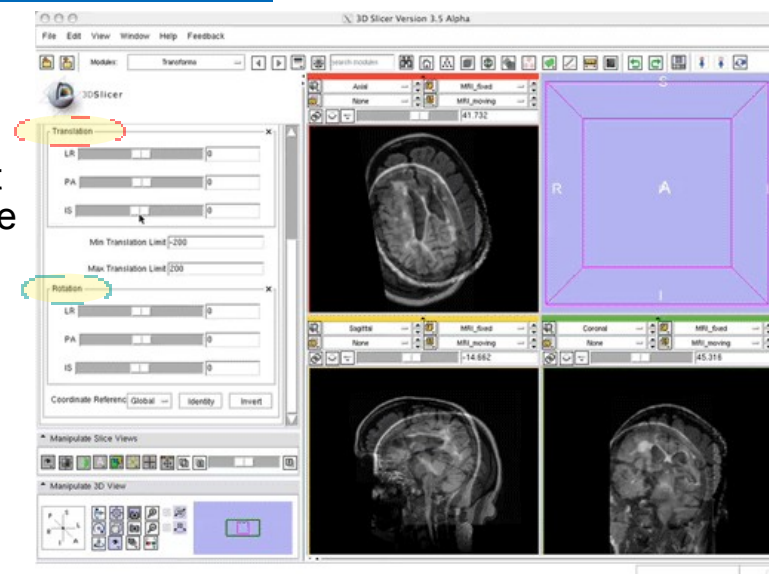 3D Slicer Version 3.5 Alpha
File Edit View Window Help Feedback
Modules: Transforms search modules
3DSlicer
Translation
LR 0
PA 0
IS 0
Min Translation Limit -200
Max Translation Limit 200
Rotation
LR 0
PA 0
IS 0
Coordinate Referenc Global Identity Invert
Manipulate Slice Views
Manipulate 3D View
P S
R L
I A
Axial MRI_fixed
None MRI_moving
41.732
S
R A
I
Sagittal MRI_fixed
None MRI_moving
-14.662
Coronal MRI_fixed
None MRI_moving
45.316
t
e